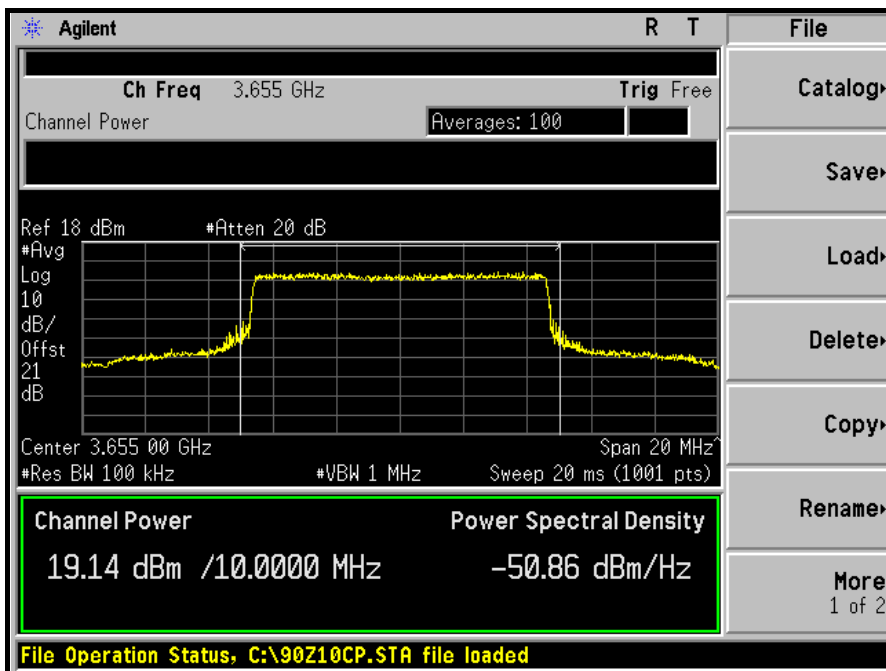 Agilent R T
Ch Freq 3.655 GHz Trig Free
Channel Power Averages: 100
Ref 18 dBm #Atten 20 dB
#Avg
Log
10
dB/
Offst
21
dB
Center 3.655 00 GHz Span 20 MHz^
#Res BW 100 kHz #VBW 1 MHz Sweep 20 ms (1001 pts)
Channel Power Power Spectral Density
19.14 dBm /10.0000 MHz -50.86 dBm/Hz
File Operation Status, C:\90Z10CP.STA file loaded
File
Catalog
Save
Load
Delete
Copy
Rename
More
1 of 2